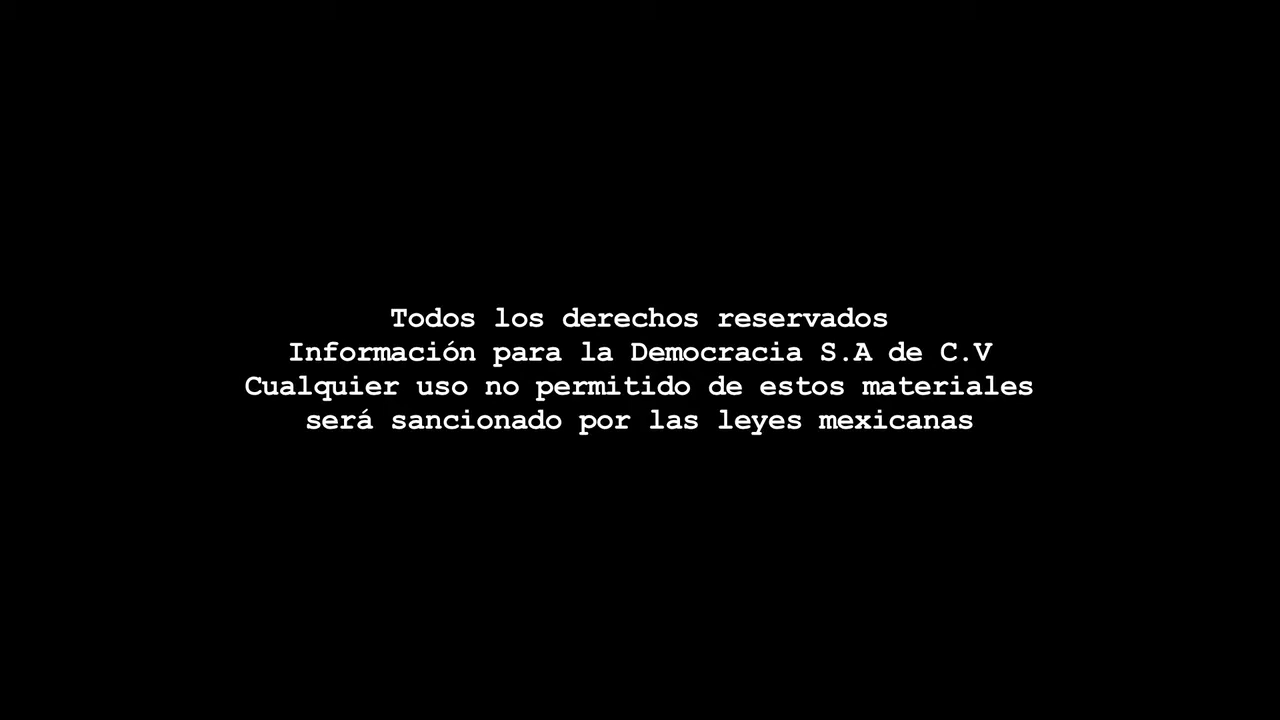 Todos los derechos reservados
Información para la Democracia S.A de C.V
Cualquier uso no permitido de estos materiales
será sancionado por las leyes mexicanas